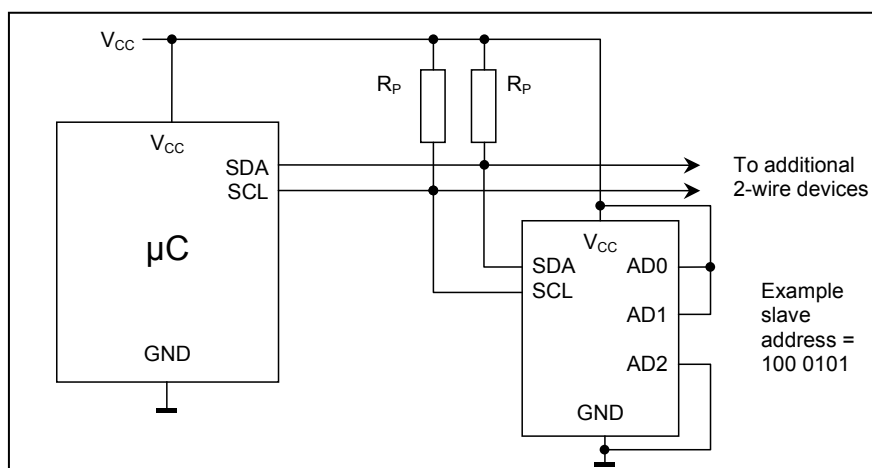 VCC
RP
RP
VCC
SDA
SCL
µC
GND
To additional
2-wire devices
VCC
SDA
SCL
AD0
AD1
AD2
GND
Example
slave
address =
100 0101